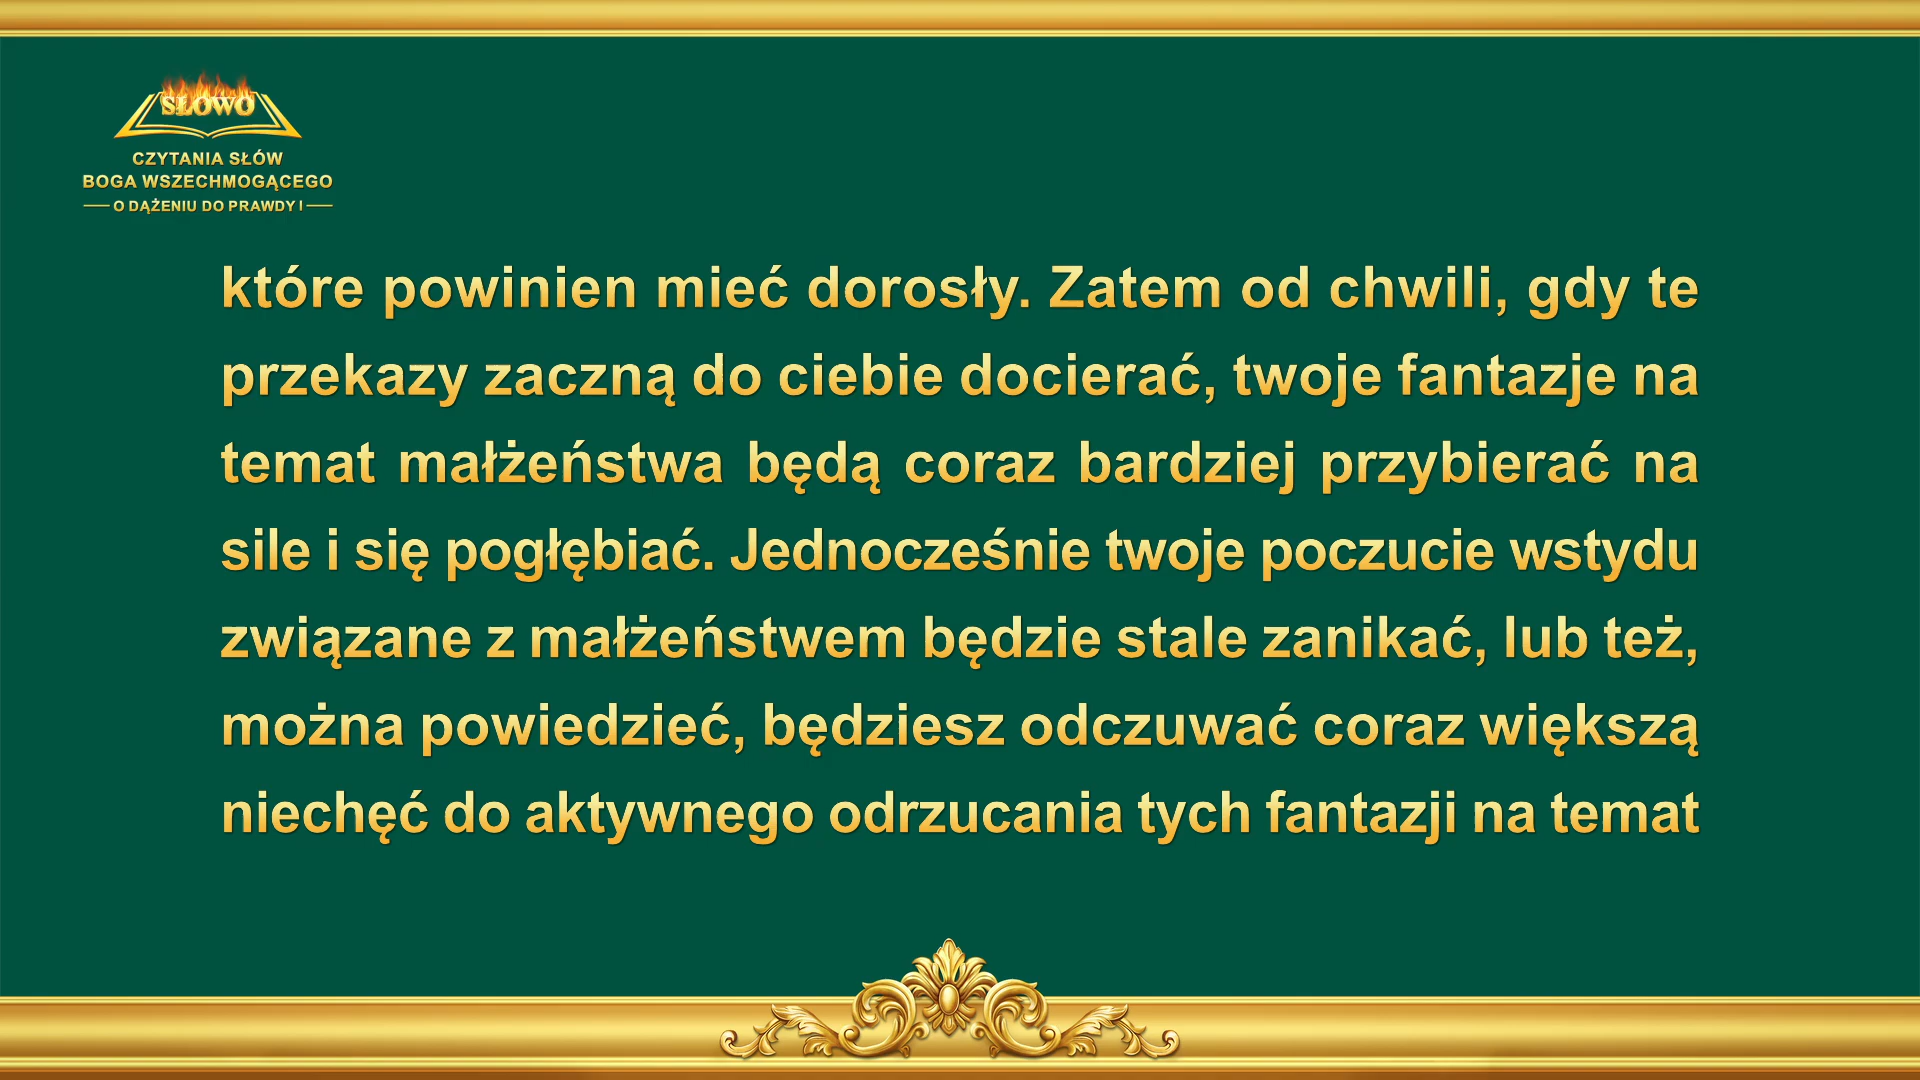 SŁOWO
CZYTANIA SŁÓW
BOGA WSZECHMOGĄCEGO
O DĄŻENIU DO PRAWDY I
które powinien mieć dorosły. Zatem od chwili, gdy te
przekazy zaczną do ciebie docierać, twoje fantazje na
temat małżeństwa będą coraz bardziej przybierać na
sile i się pogłębiać. Jednocześnie twoje poczucie wstydu
związane z małżeństwem będzie stale zanikać, lub też,
można powiedzieć, będziesz odczuwać coraz większą
niechęć do aktywnego odrzucania tych fantazji na temat